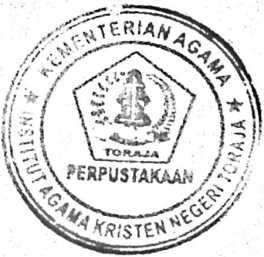 KEMENTERIAN AGAMA
TORAJA
PERPUSTAKAAN
INSTITUT AGAMA KRISTEN NEGERI TORAJA